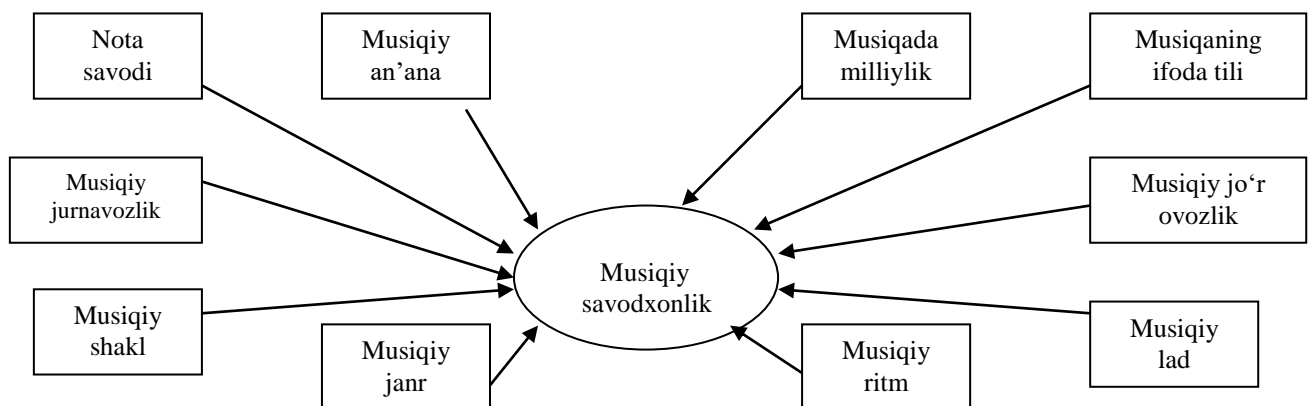 Nota
savodi
Musiqiy
an’ana
Musiqada
milliylik
Musiqaning
ifoda tili
Musiqiy
jurnavozlik
Musiqiy jo‘r
ovozlik
Musiqiy
savodxonlik
Musiqiy
shakl
Musiqiy
janr
Musiqiy
ritm
Musiqiy
lad